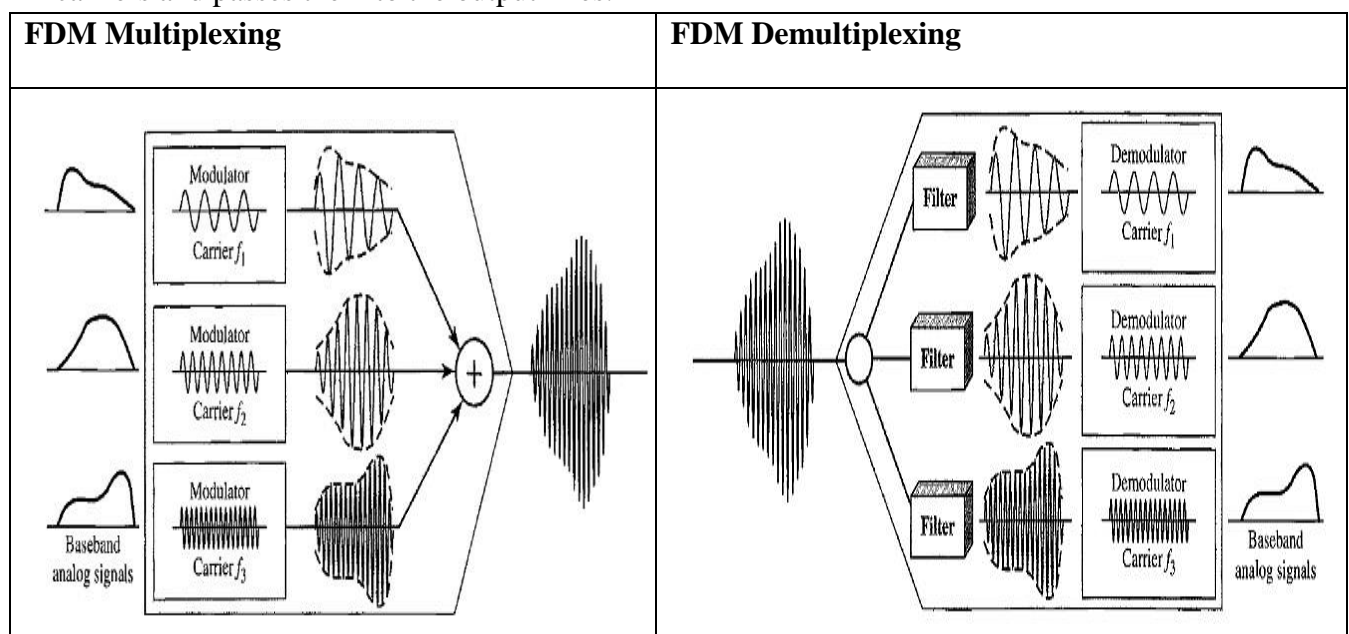 FDM Multiplexing
FDM Demultiplexing
Modulator
Carrier f1
Modulator
Carrier f2
Modulator
Carrier f3
Baseband
analog signals
+
Filter
Demodulator
Carrier f1
Filter
Demodulator
Carrier f2
Filter
Demodulator
Carrier f3
Baseband
analog signals